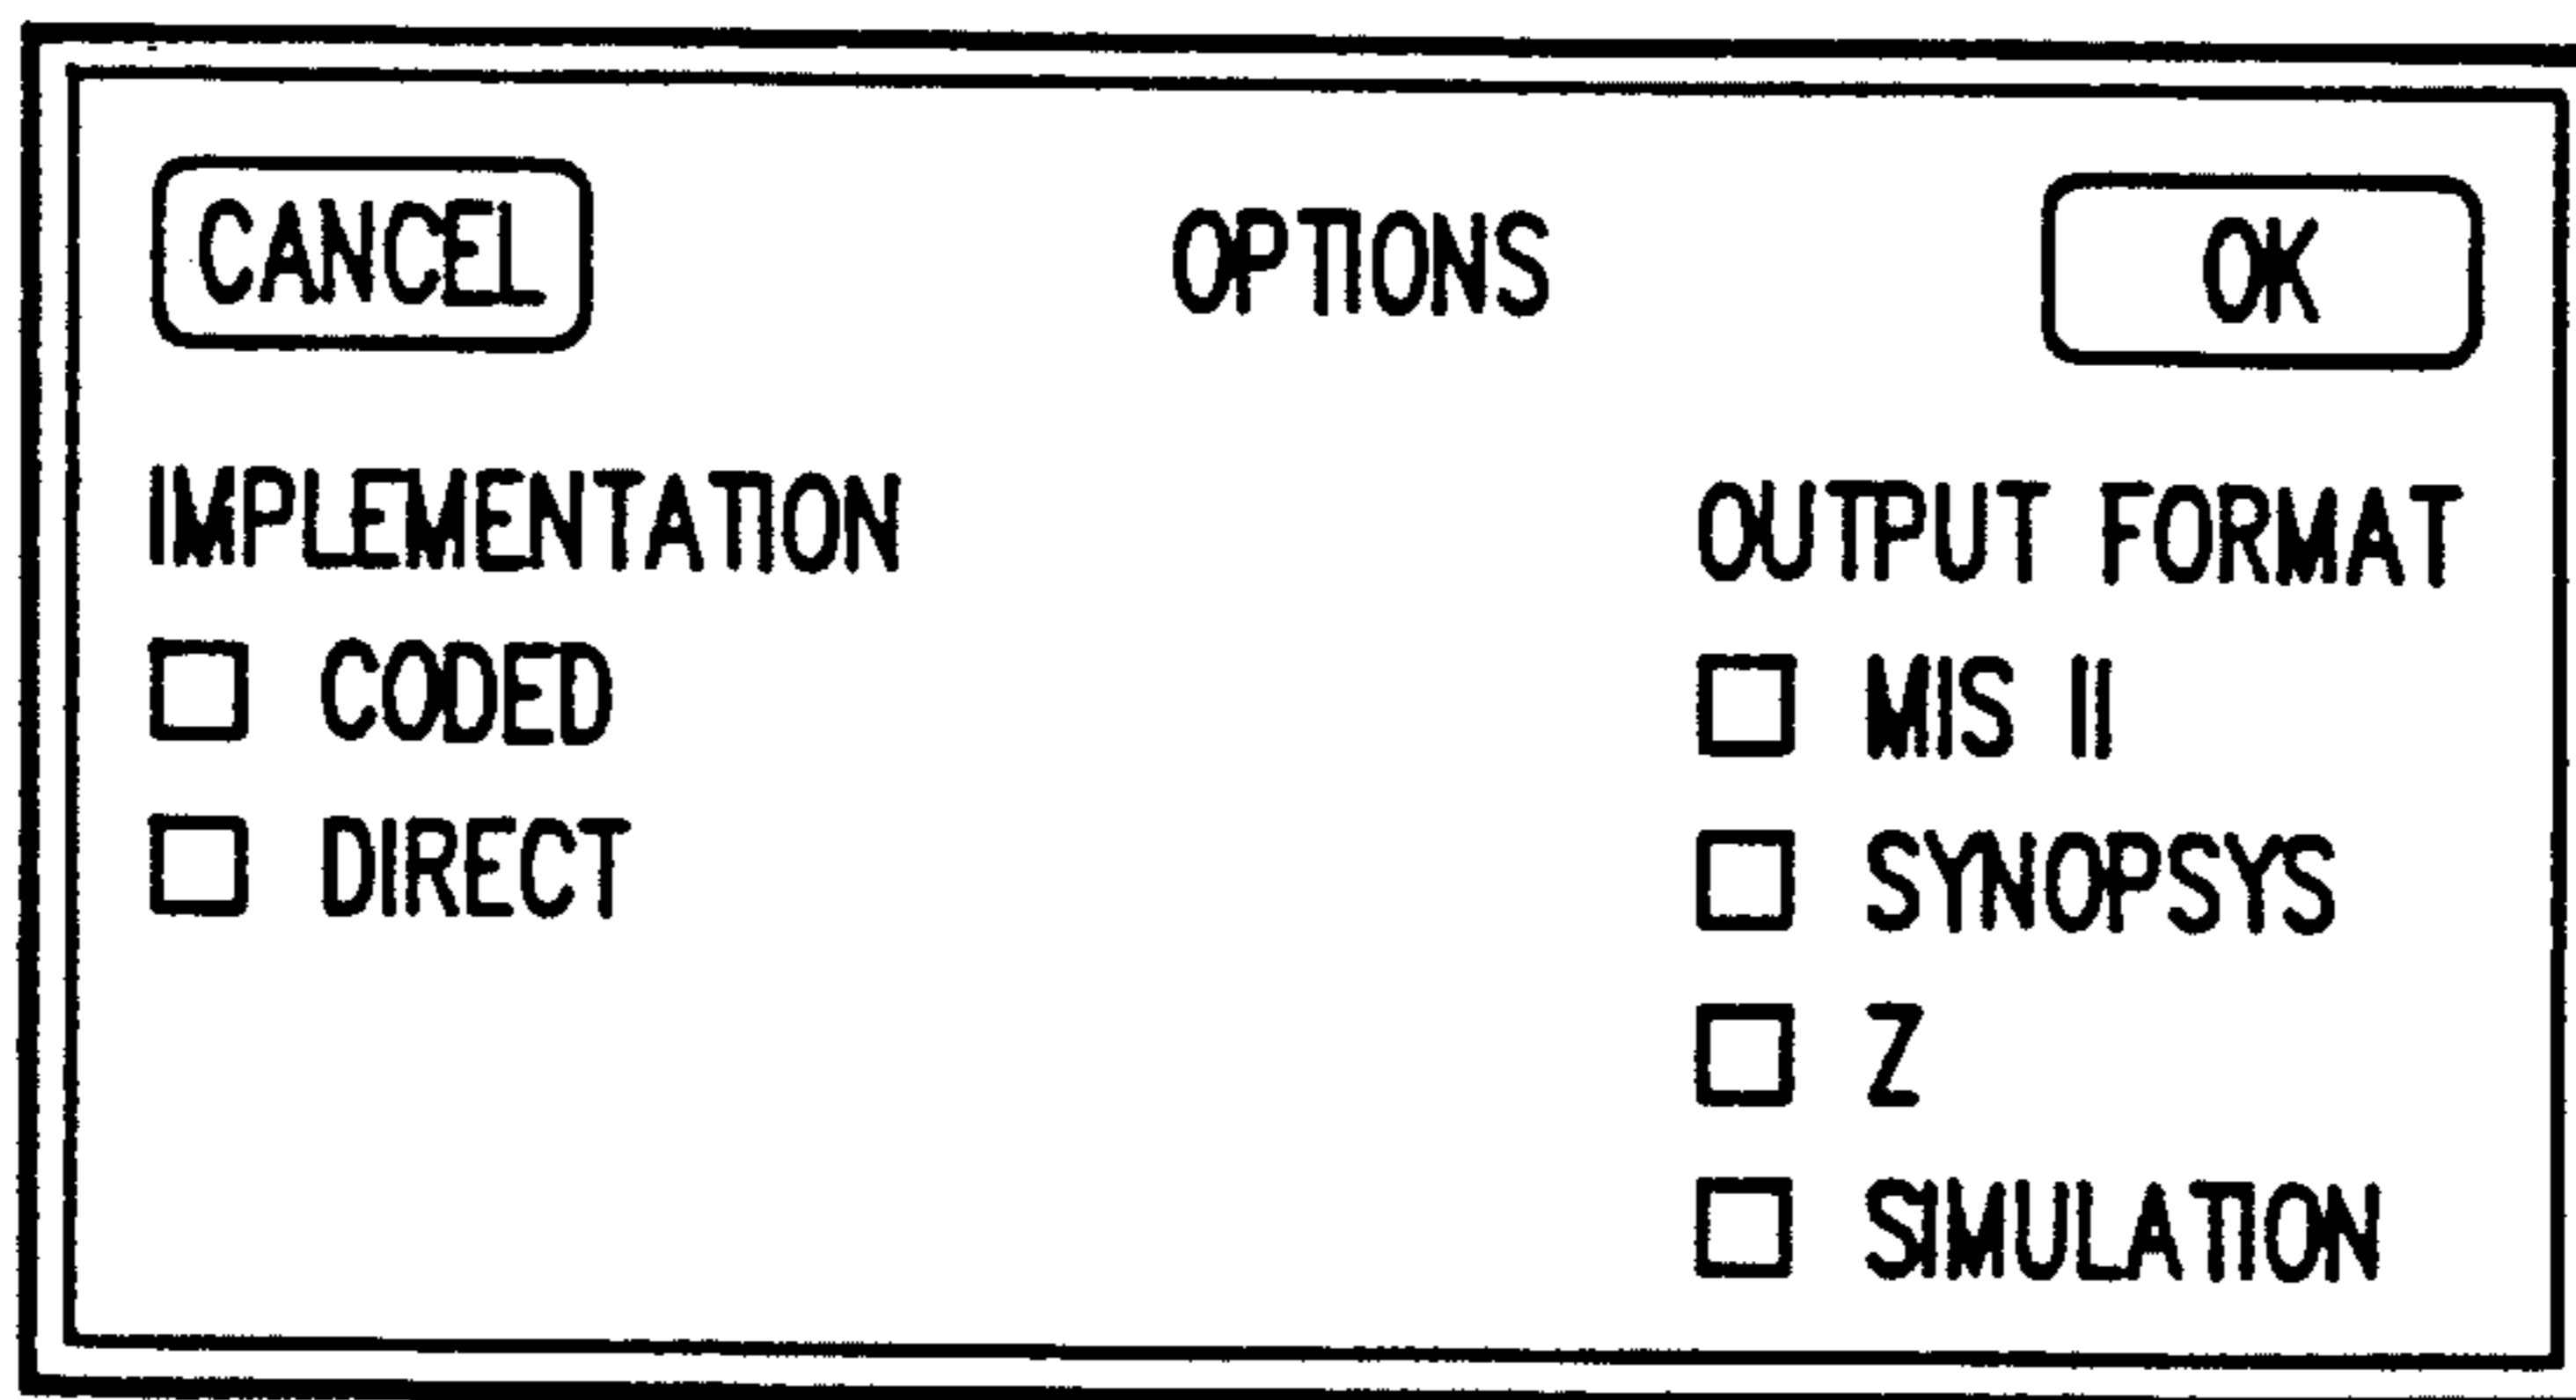 CANCEL OPTIONS OK
IMPLEMENTATION OUTPUT FORMAT
CODED MIS II
DIRECT SYNOPSYS
Z
SIMULATION